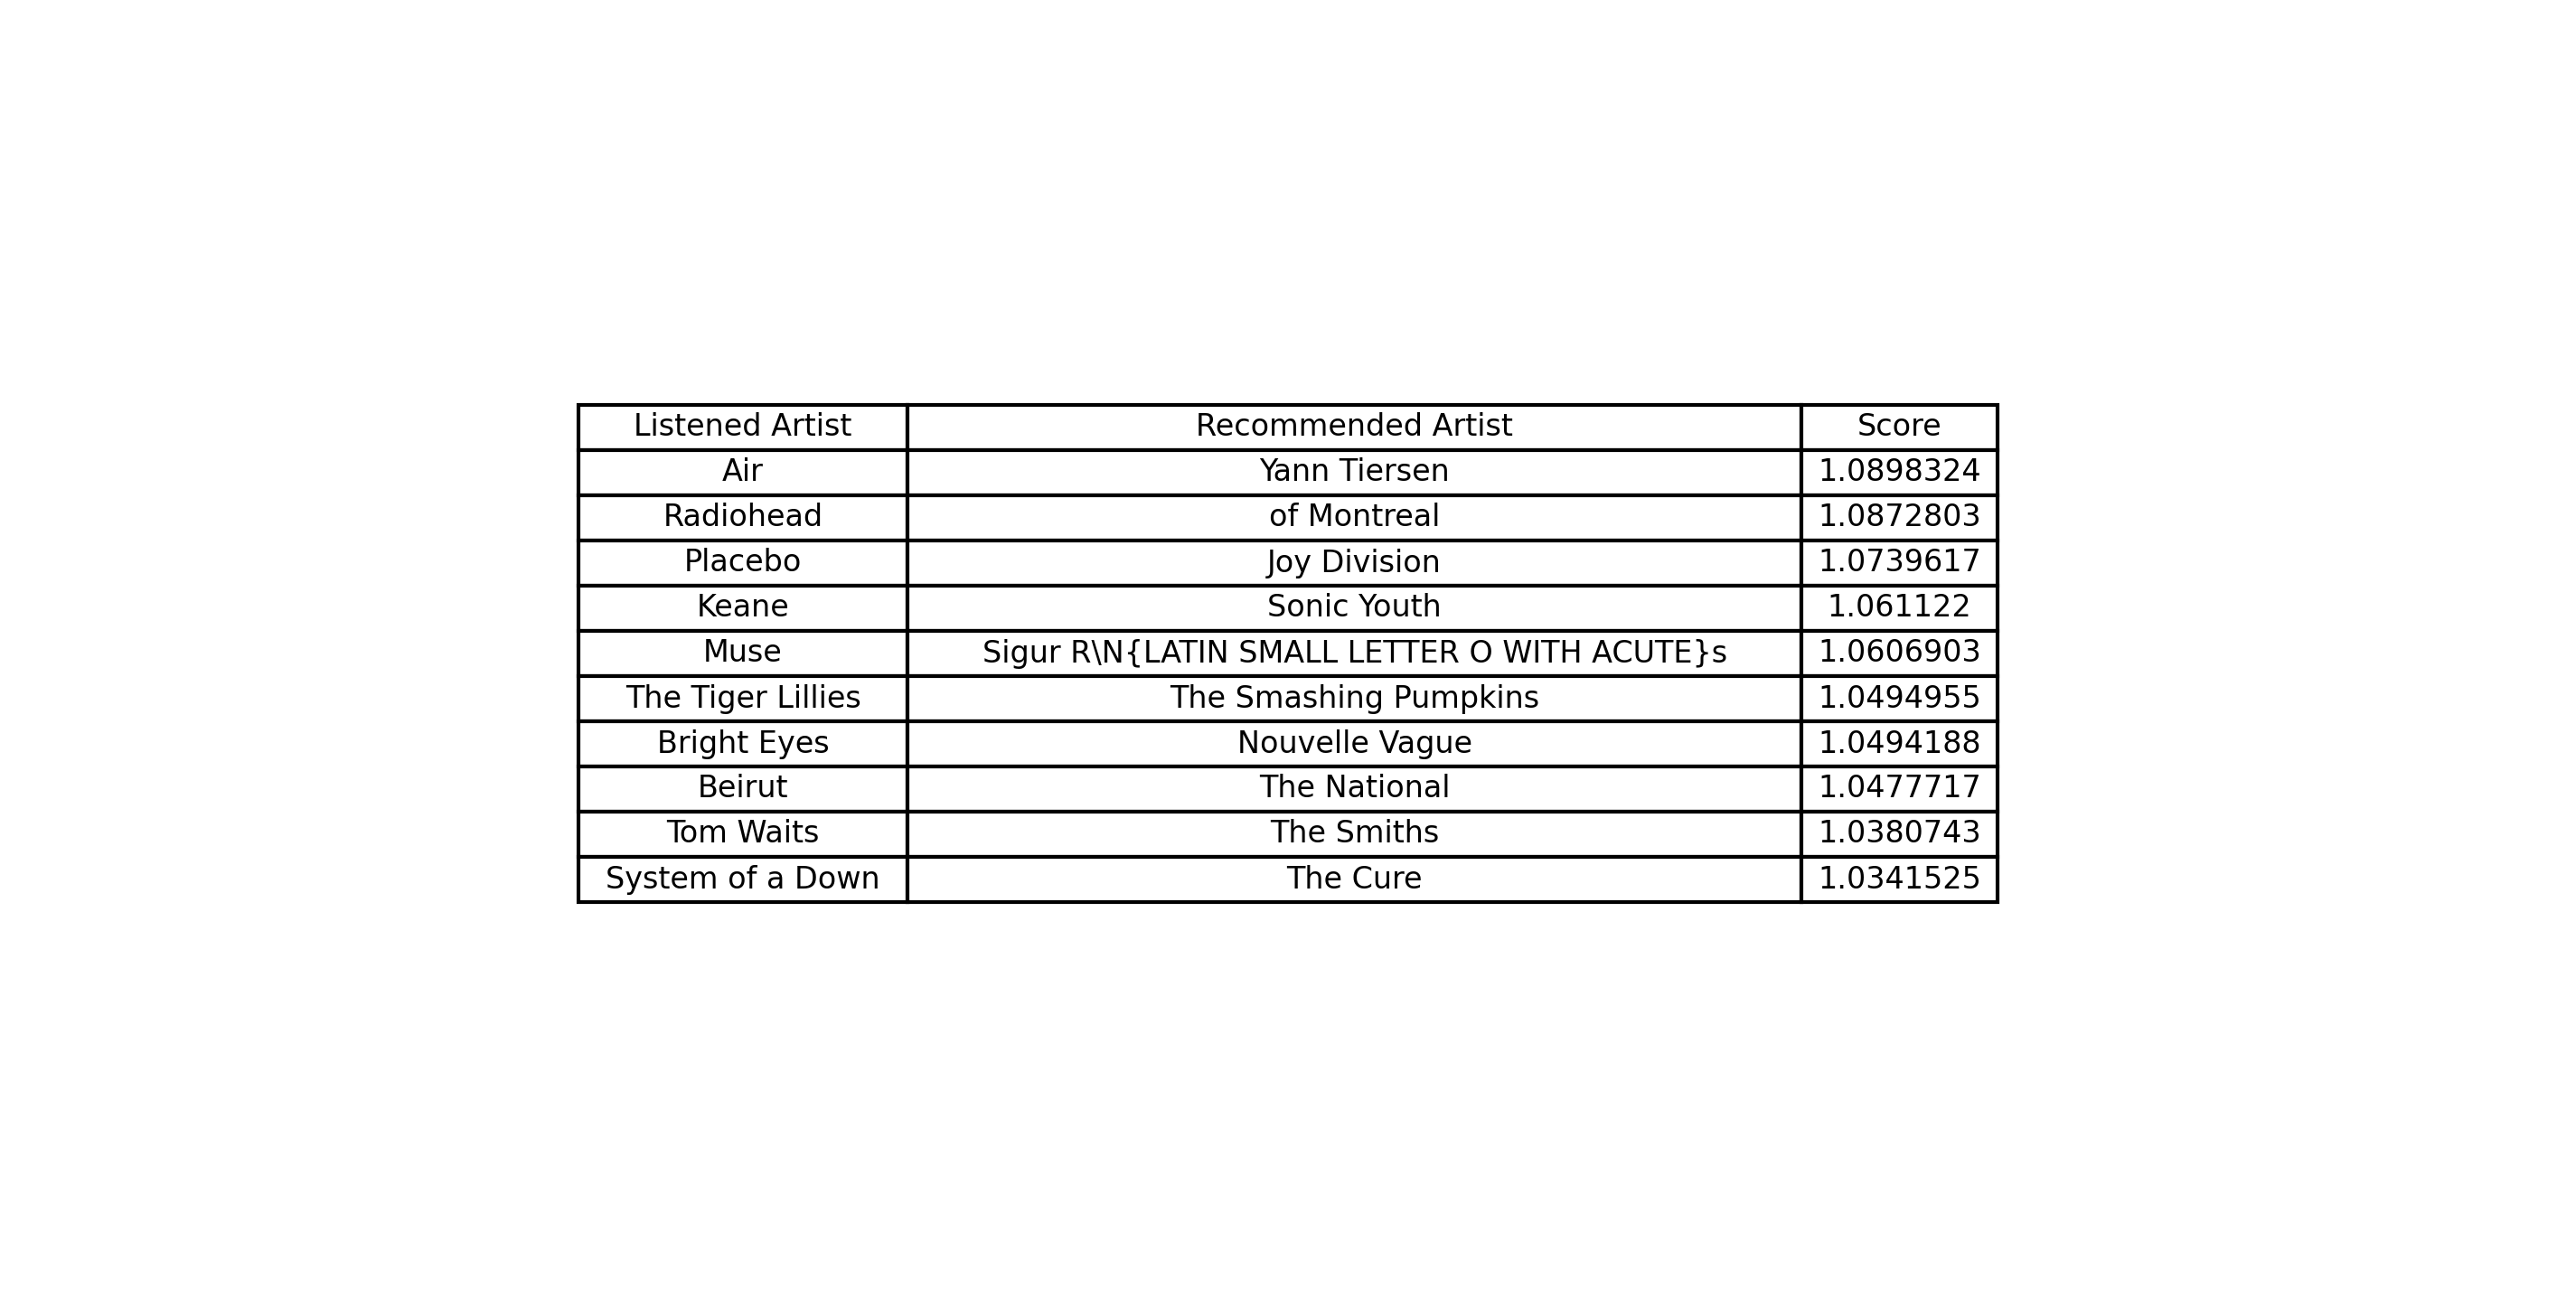 Listened Artist Recommended Artist Score
Air Yann Tiersen 1.0898324
Radiohead of Montreal 1.0872803
Placebo Joy Division 1.0739617
Keane Sonic Youth 1.061122
Muse Sigur R\N{LATIN SMALL LETTER O WITH ACUTE}s 1.0606903
The Tiger Lillies The Smashing Pumpkins 1.0494955
Bright Eyes Nouvelle Vague 1.0494188
Beirut The National 1.0477717
Tom Waits The Smiths 1.0380743
System of a Down The Cure 1.0341525